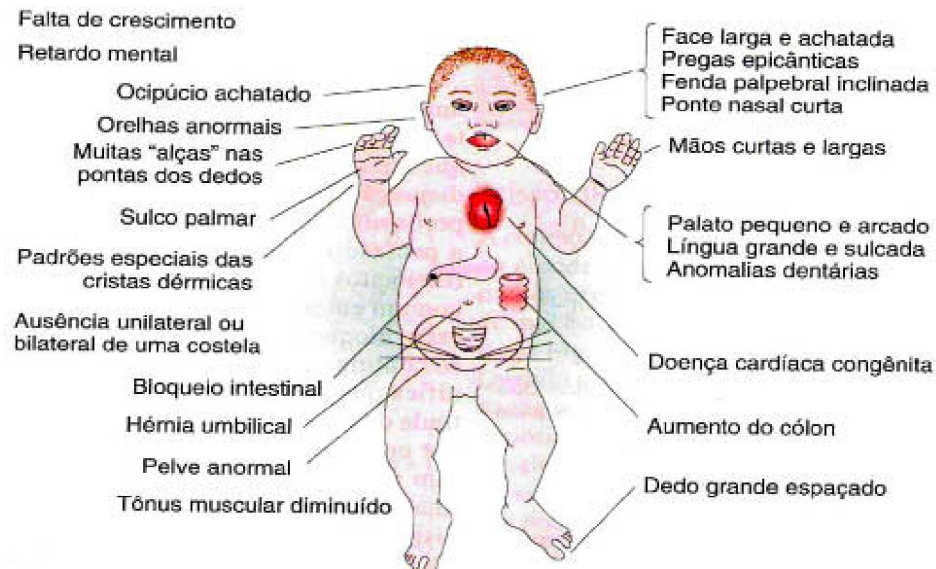 Falta de crescimento
Retardo mental
Ocipúcio achatado
Orelhas anormais
Muitas "alças" nas
pontas dos dedos
Sulco palmar
Padrões especiais das
cristas dérmicas
Ausência unilateral ou
bilateral de uma costela
Bloqueio intestinal
Hérnia umbilical
Pelve anormal
Tônus muscular diminuído
Face larga e achatada
Pregas epicânticas
Fenda palpebral inclinada
Ponte nasal curta
Mãos curtas e largas
Palato pequeno e arcado
Língua grande e sulcada
Anomalias dentárias
Doença cardíaca congênita
Aumento do cólon
Dedo grande espaçado